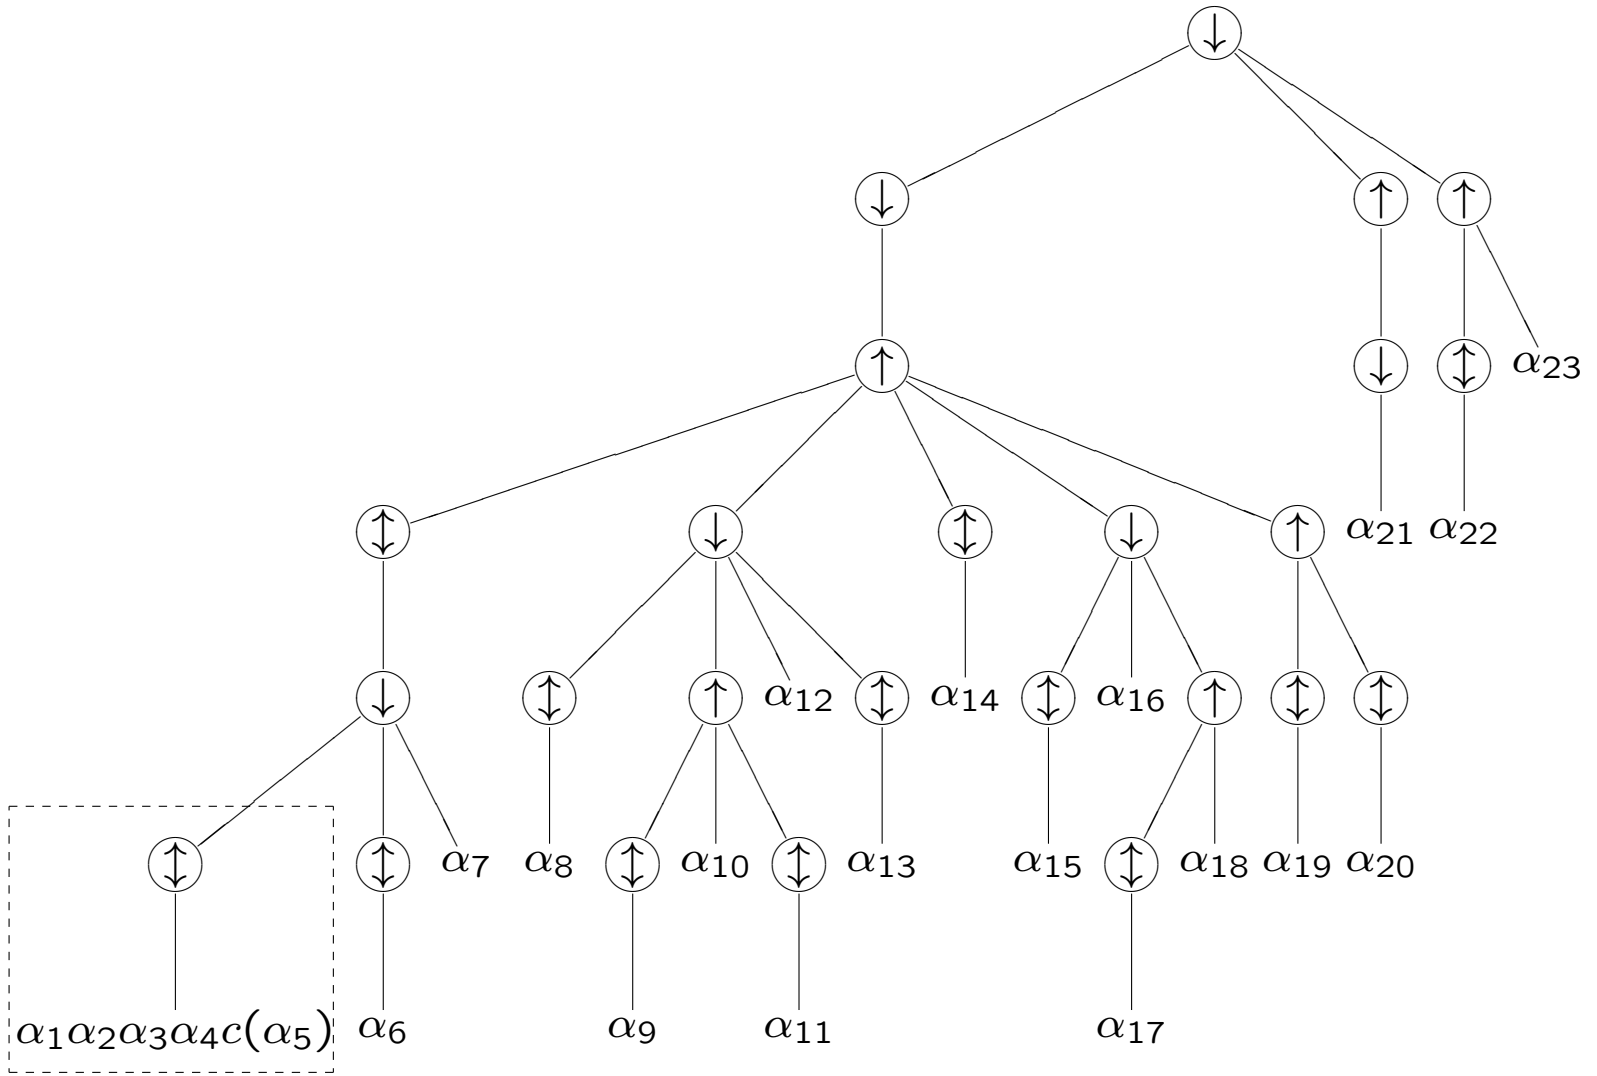 ↓
↓ ↑ ↑
↑ ↓ ↕ α23
↕ ↓ ↕ ↓ ↑ α21 α22
↓ ↕ ↑ α12 ↕ α14 ↕ α16 ↑ ↕ ↕
↕ ↕ α7 α8 ↕ α10 ↕ α13 α15 ↕ α18 α19 α20
α1α2α3α4c(α5) α6 α9 α11 α17